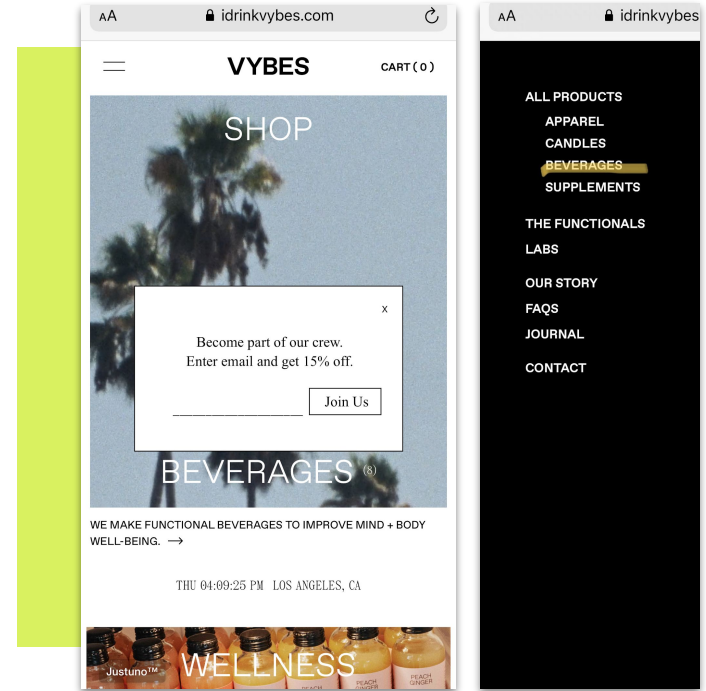 AA idrinkvybes.com
VYBES
CART ( 0 )
SHOP
x
Become part of our crew.
Enter email and get 15% off.
Join Us
BEVERAGES (8)
WE MAKE FUNCTIONAL BEVERAGES TO IMPROVE MIND + BODY
WELL-BEING. →
THU 04:09:25 PM LOS ANGELES, CA
WELLNESS
Justuno™
PEACH
GINGER
PEACH
GINGER
AA idrinkvybes
ALL PRODUCTS
APPAREL
CANDLES
BEVERAGES
SUPPLEMENTS
THE FUNCTIONALS
LABS
OUR STORY
FAQS
JOURNAL
CONTACT